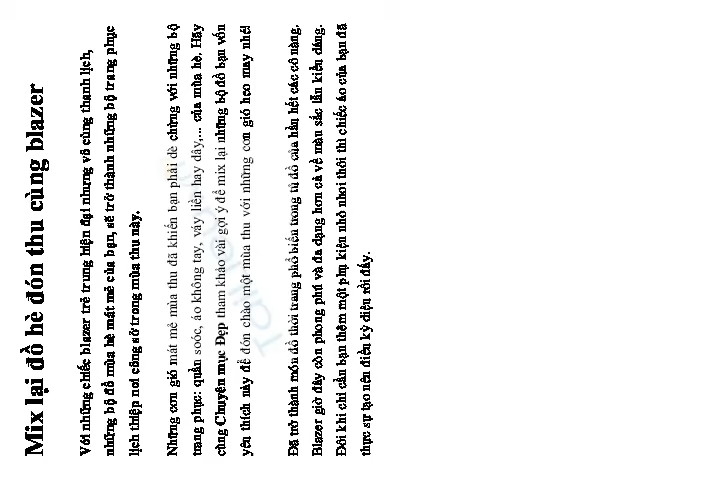 Mix lại đồ hè đón thu cùng blazer
Với những chiếc blazer trẻ trung hiện đại nhưng vô cùng thanh lịch,
những bộ đồ mùa hè mát mẻ của bạn, sẽ trở thành những bộ trang phục
lịch thiệp nơi công sở trong mùa thu này.
Những cơn gió mát mẻ mùa thu đã khiến bạn phải dè chừng với những bộ
trang phục: quần soóc, áo không tay, váy liền hay dây,... của mùa hè. Hãy
cùng Chuyên mục Đẹp tham khảo vài gợi ý để mix lại những bộ đồ bạn vốn
yêu thích này để đón chào một mùa thu với những cơn gió heo may nhé!
Đã trở thành món đồ thời trang phổ biến trong tủ đồ của hầu hết các cô nàng.
Blazer giờ đây còn phong phú và đa dạng hơn cả về màu sắc lẫn kiểu dáng.
Đôi khi chỉ cần bạn thêm một phụ kiện nhỏ nhoi thôi thì chiếc áo của bạn đã
thực sự tạo nên điều kỳ diệu rồi đấy.